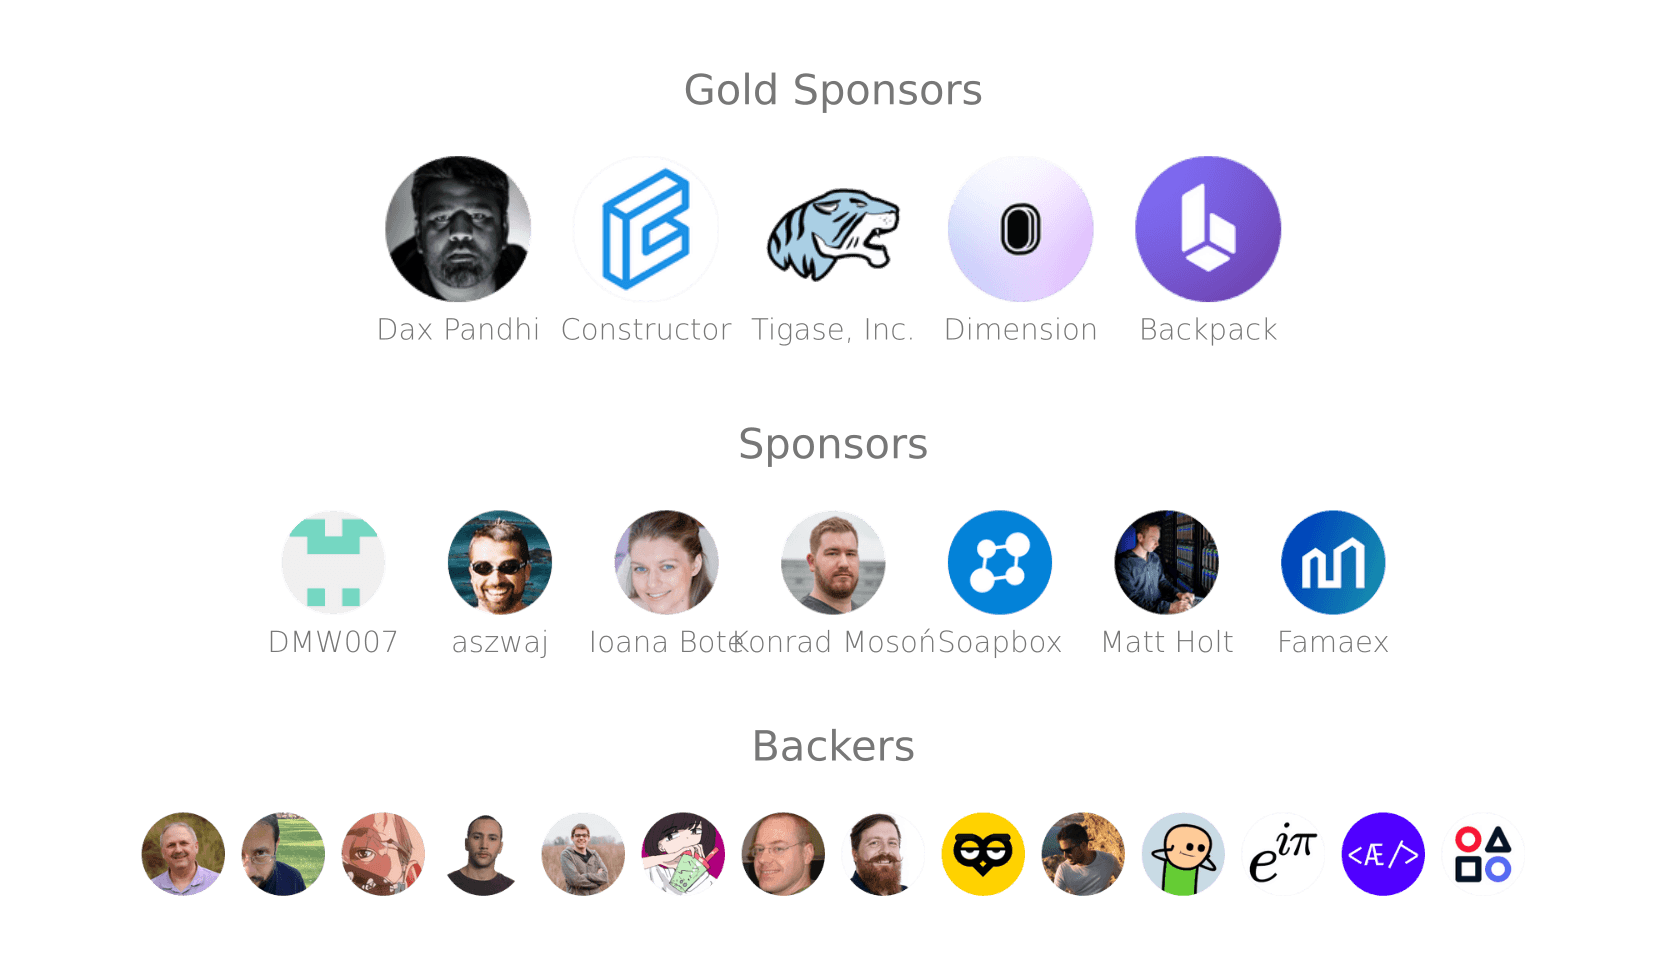 Gold Sponsors
Dax Pandhi Constructor Tigase, Inc. Dimension Backpack
Sponsors
DMW007 aszwaj Ioana Bote Konrad Mosoń Soapbox Matt Holt Famaex
Backers
e^{iπ} <Æ/>